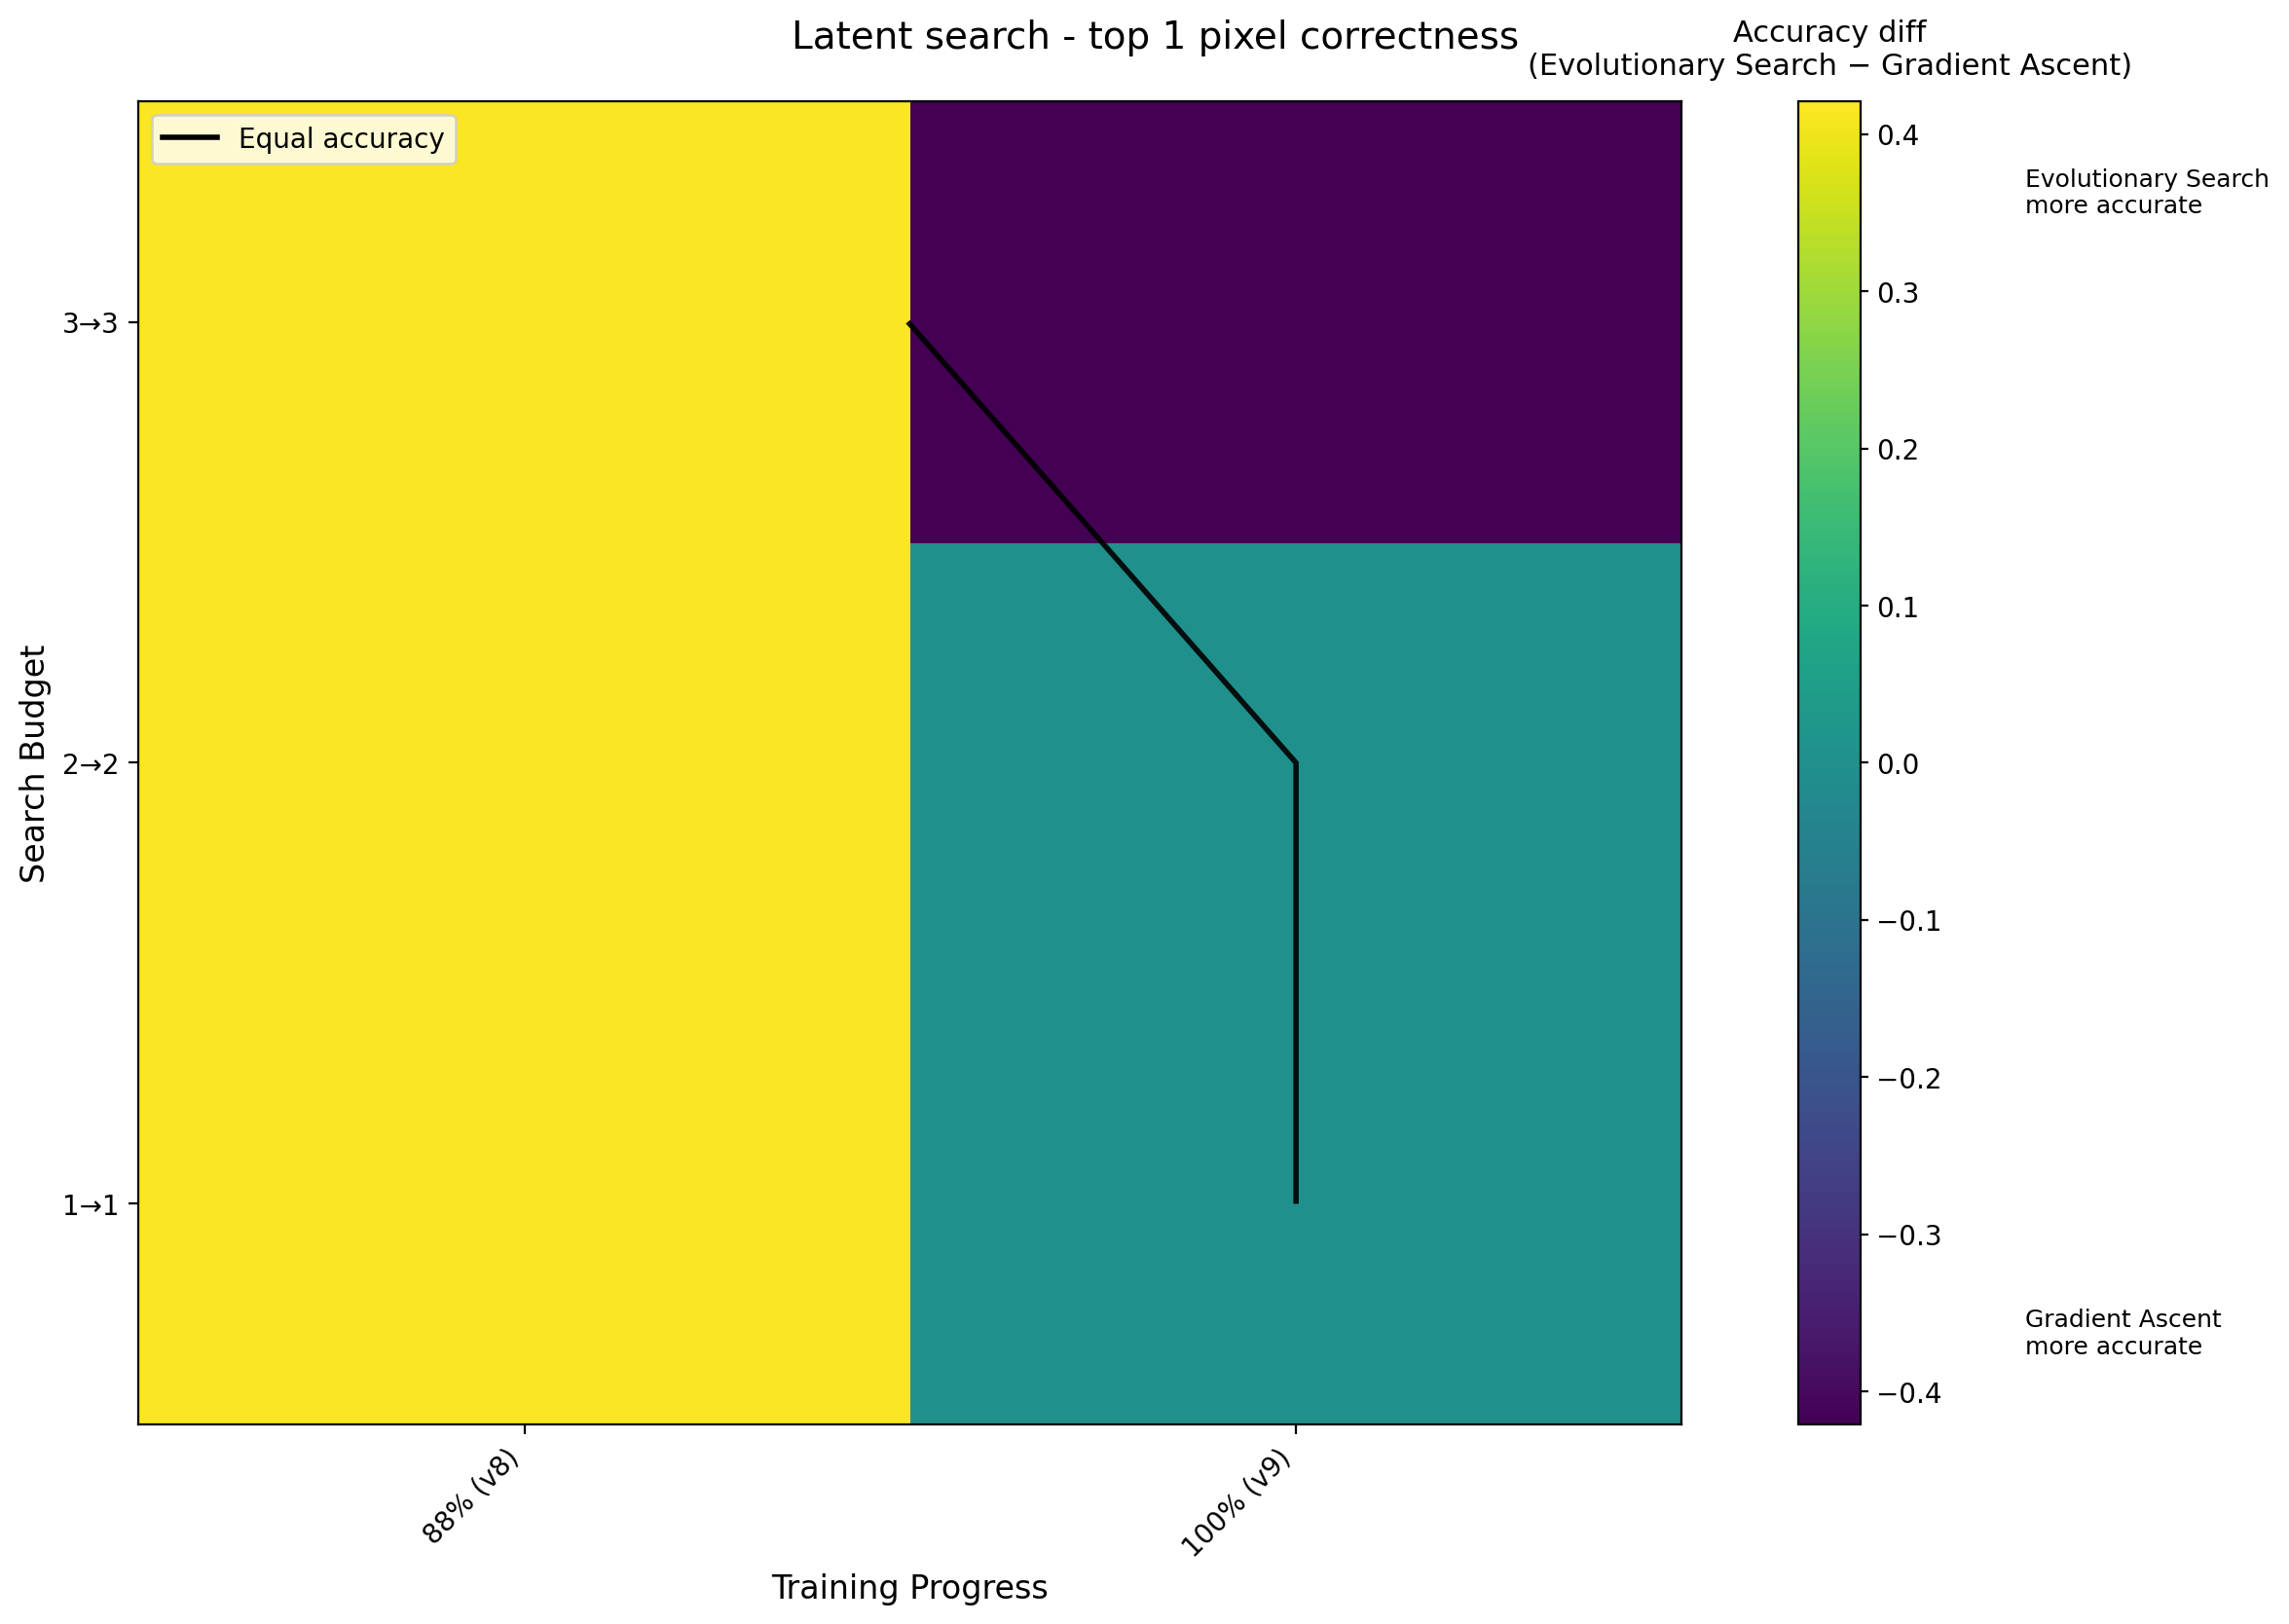 Latent search - top 1 pixel correctness
Accuracy diff
(Evolutionary Search − Gradient Ascent)
Equal accuracy
Search Budget
3→3
2→2
1→1
88% (v8)
100% (v9)
Training Progress
0.4
0.3
0.2
0.1
0.0
−0.1
−0.2
−0.3
−0.4
Evolutionary Search
more accurate
Gradient Ascent
more accurate